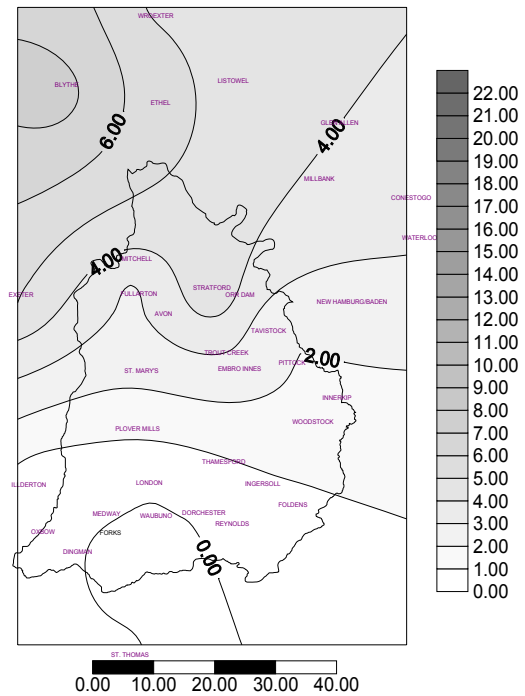 WROEXTER
BLYTHE
LISTOWEL
ETHEL
6.00
4.00
GLENALLEN
MILLBANK
CONESTOGO
WATERLOO
4.00
MITCHELL
EXETER
FULLARTON
STRATFORD
ORR DAM
NEW HAMBURG/BADEN
AVON
TAVISTOCK
TROUT CREEK
2.00
PITTOCK
ST. MARY'S
EMBRO INNES
INNERKIP
WOODSTOCK
PLOVER MILLS
THAMESFORD
ILLDERTON
LONDON
INGERSOLL
FOLDENS
MEDWAY
WAUBUNO
DORCHESTER
REYNOLDS
OXBOW
FORKS
DINGMAN
0.00
ST. THOMAS
0.00 10.00 20.00 30.00 40.00
22.00
21.00
20.00
19.00
18.00
17.00
16.00
15.00
14.00
13.00
12.00
11.00
10.00
9.00
8.00
7.00
6.00
5.00
4.00
3.00
2.00
1.00
0.00